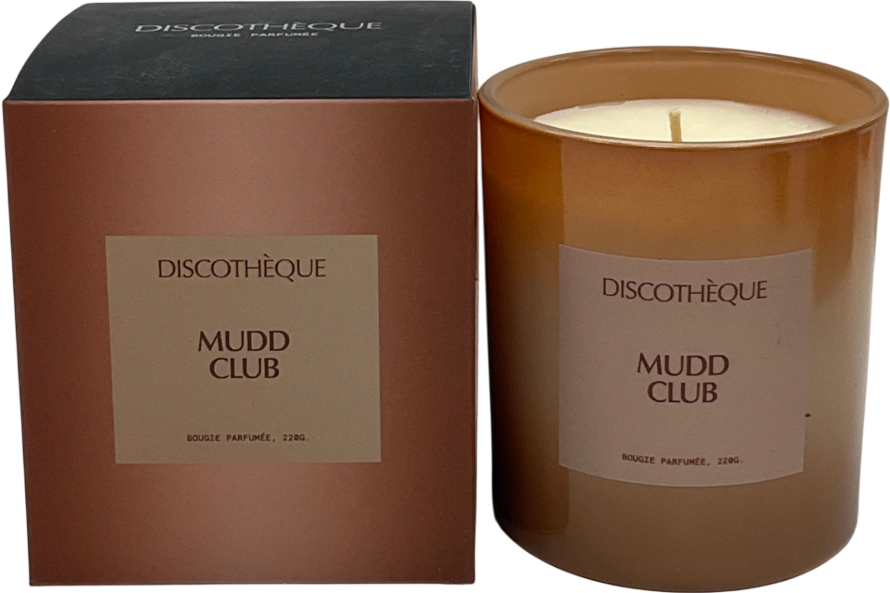 DISCOTHÈQUE
BOUGIE PARFUMÉE
DISCOTHÈQUE
MUDD
CLUB
BOUGIE PARFUMÉE, 220G.
DISCOTHÈQUE
MUDD
CLUB
BOUGIE PARFUMÉE, 220G.